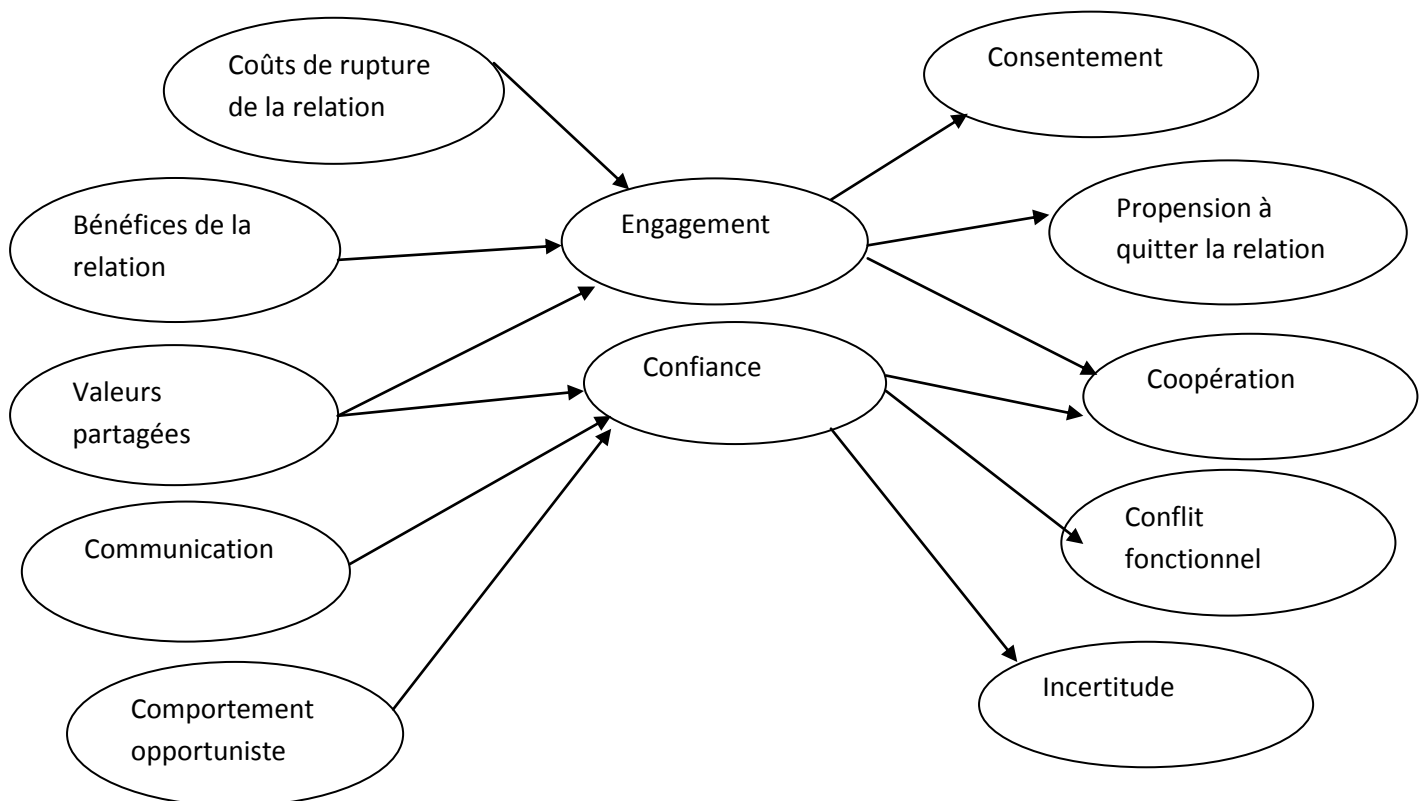 Coûts de rupture
de la relation
Consentement
Bénéfices de la
relation
Engagement
Propension à
quitter la relation
Valeurs
partagées
Confiance
Coopération
Communication
Conflit
fonctionnel
Comportement
opportuniste
Incertitude